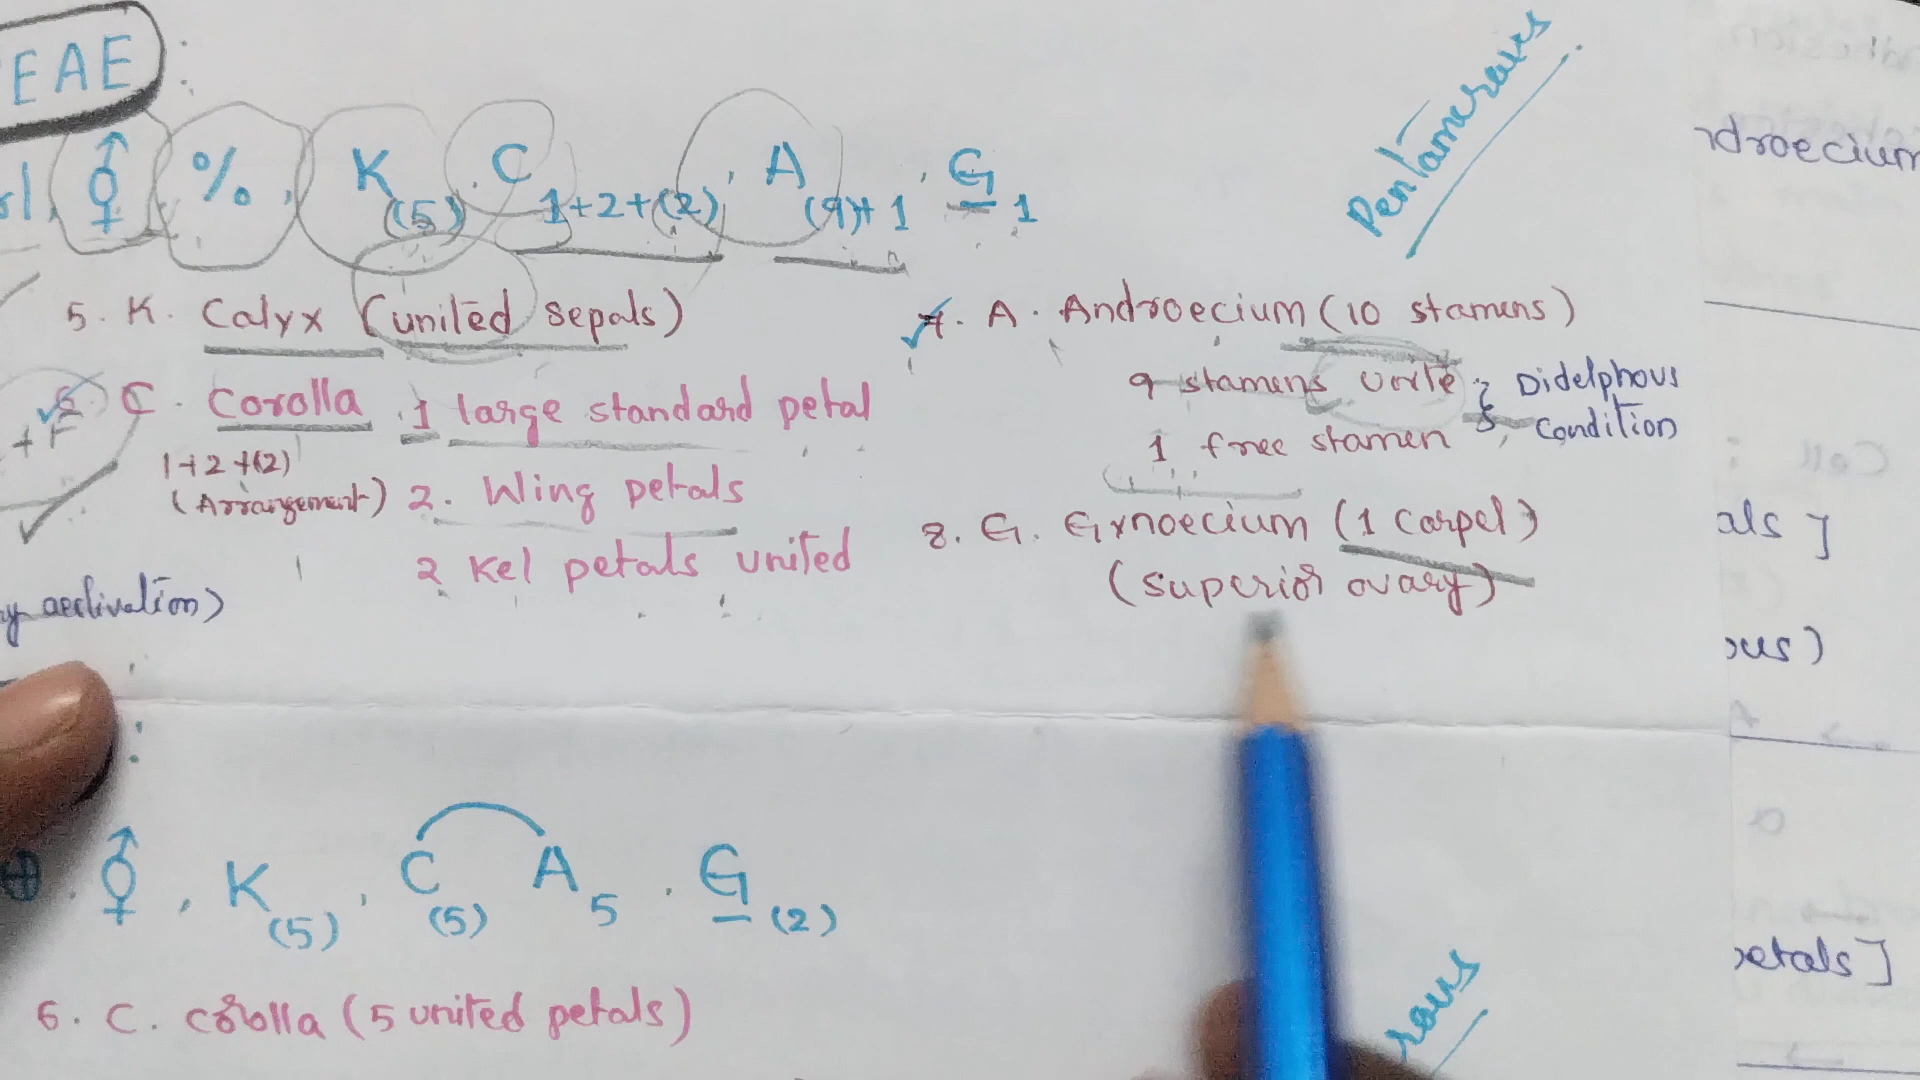 EAE :
⚥ % , K(5) , C1+2+(2) , A(9)+1 , G1
Pentamerous
5. K. Calyx (united sepals)
C. Corolla 1 large standard petal
1+2+(2)
(Arrangement) 2. Wing petals
2 Kel petals united
aestivation)
7. A. Androecium (10 stamens)
9 stamens unite } Didelphous
1 free stamen condition
8. G. Gynoecium (1 carpel)
(superior ovary)
ndroecium
als ]
ous)
petals ]
⊕ . ⚥ , K(5) , C(5) A5 . G(2)
6. C. corolla (5 united petals)
rous